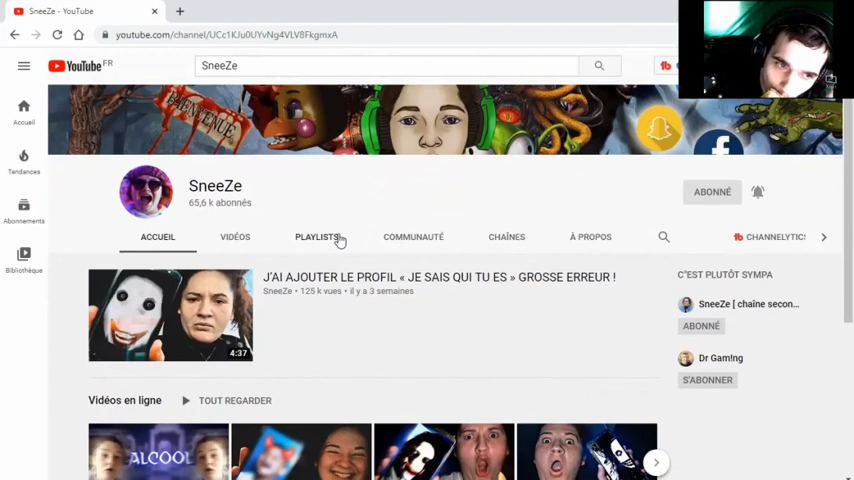 SneeZe - YouTube
youtube.com/channel/UCc1KJu0UYvNg4VLV8FkgmxA
YouTube FR
SneeZe
BIENVENUE
Accueil
Tendances
Abonnements
Bibliothèque
SneeZe
65,6 k abonnés
ABONNÉ
ACCUEIL
VIDÉOS
PLAYLISTS
COMMUNAUTÉ
CHAÎNES
À PROPOS
CHANNELYTICS
J'AI AJOUTER LE PROFIL « JE SAIS QUI TU ES » GROSSE ERREUR !
SneeZe • 125 k vues • il y a 3 semaines
4:37
C'EST PLUTÔT SYMPA
SneeZe [ chaîne secon...
ABONNÉ
Dr Gam!ng
S'ABONNER
Vidéos en ligne
TOUT REGARDER
ALCOOL